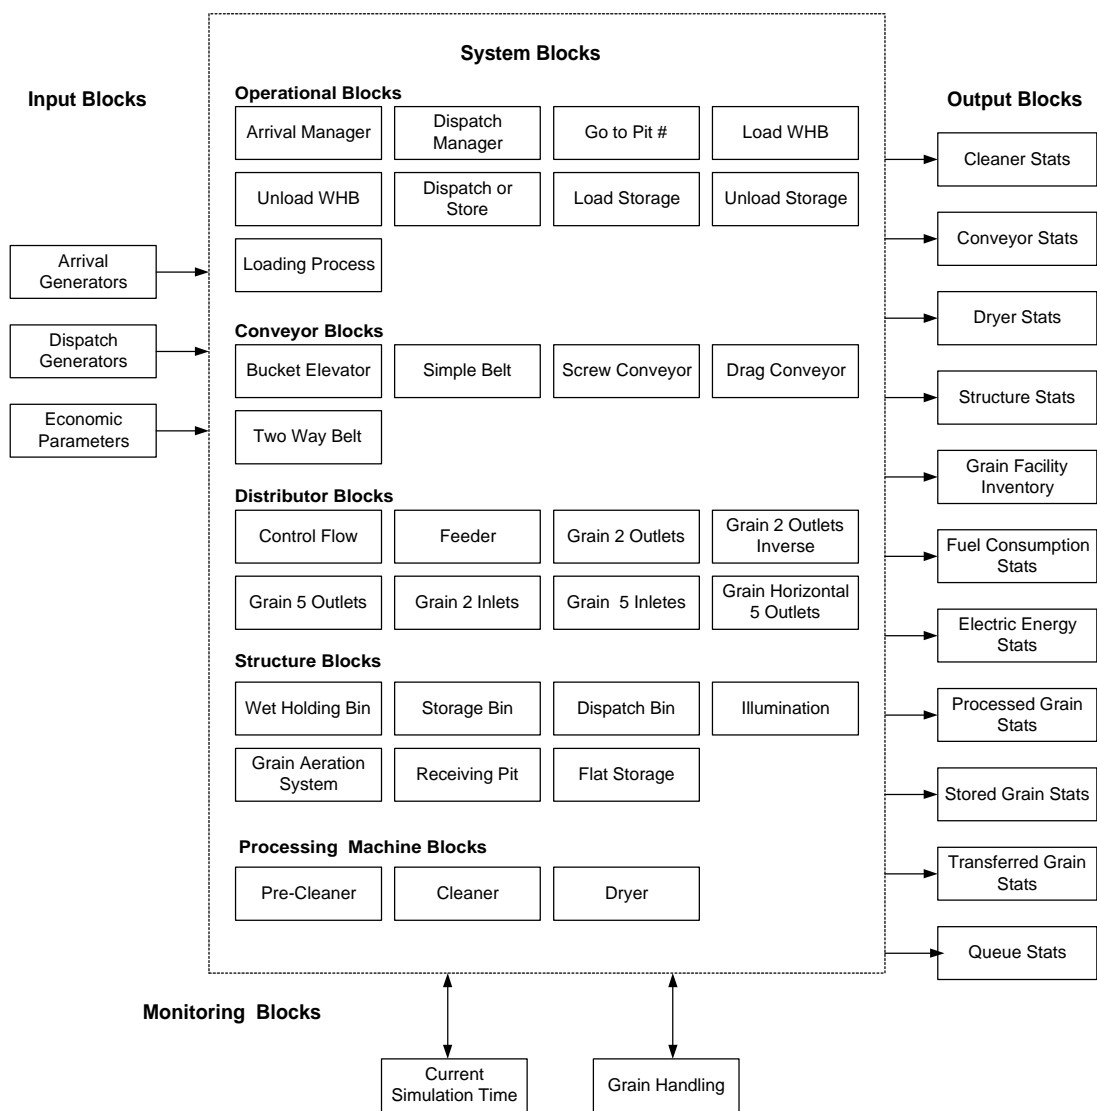 System Blocks
Input Blocks
Output Blocks
Operational Blocks
Arrival Manager
Dispatch
Manager
Go to Pit #
Load WHB
Unload WHB
Dispatch or
Store
Load Storage
Unload Storage
Loading Process
Arrival
Generators
Dispatch
Generators
Economic
Parameters
Conveyor Blocks
Bucket Elevator
Simple Belt
Screw Conveyor
Drag Conveyor
Two Way Belt
Distributor Blocks
Control Flow
Feeder
Grain 2 Outlets
Grain 2 Outlets
Inverse
Grain 5 Outlets
Grain 2 Inlets
Grain  5 Inletes
Grain Horizontal
5 Outlets
Structure Blocks
Wet Holding Bin
Storage Bin
Dispatch Bin
Illumination
Grain Aeration
System
Receiving Pit
Flat Storage
Processing  Machine Blocks
Pre-Cleaner
Cleaner
Dryer
Cleaner Stats
Conveyor Stats
Dryer Stats
Structure Stats
Grain Facility
Inventory
Fuel Consumption
Stats
Electric Energy
Stats
Processed Grain
Stats
Stored Grain Stats
Transferred Grain
Stats
Queue Stats
Monitoring  Blocks
Current
Simulation Time
Grain Handling